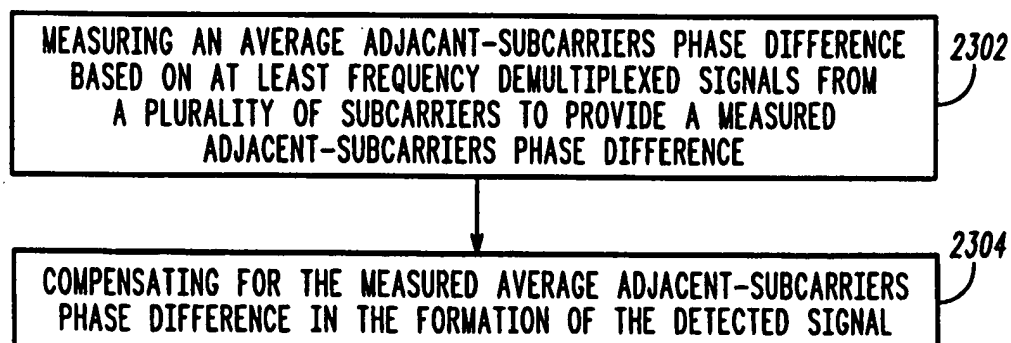 MEASURING AN AVERAGE ADJACANT-SUBCARRIERS PHASE DIFFERENCE
BASED ON AT LEAST FREQUENCY DEMULTIPLEXED SIGNALS FROM
A PLURALITY OF SUBCARRIERS TO PROVIDE A MEASURED
ADJACENT-SUBCARRIERS PHASE DIFFERENCE
2302
2304
COMPENSATING FOR THE MEASURED AVERAGE ADJACENT-SUBCARRIERS
PHASE DIFFERENCE IN THE FORMATION OF THE DETECTED SIGNAL